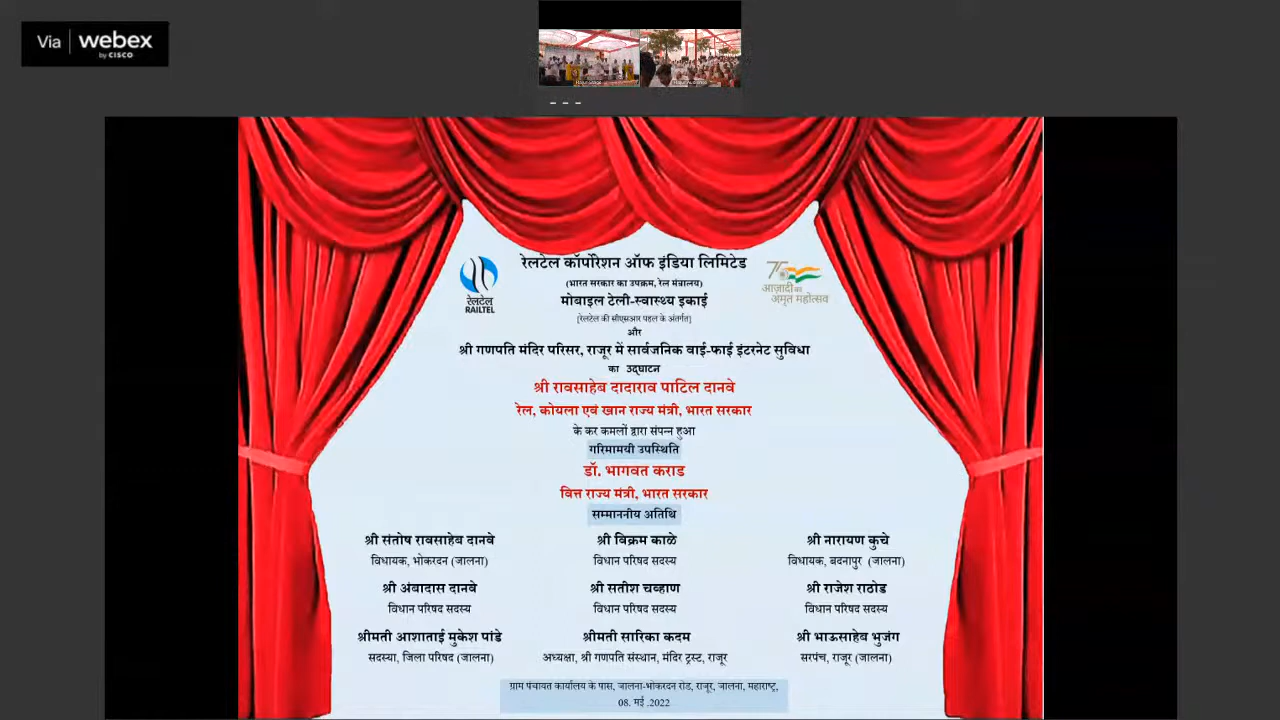 Via webex
by CISCO
रेलटेल
RAILTEL
75
आज़ादी का
अमृत महोत्सव
रेलटेल कॉर्पोरेशन ऑफ इंडिया लिमिटेड
(भारत सरकार का उपक्रम, रेल मंत्रालय)
मोबाइल टेली-स्वास्थ्य इकाई
[रेलटेल की सीएसआर पहल के अंतर्गत]
और
श्री गणपति मंदिर परिसर, राजूर में सार्वजनिक वाई-फाई इंटरनेट सुविधा
का उद्घाटन
श्री रावसाहेब दादाराव पाटिल दानवे
रेल, कोयला एवं खान राज्य मंत्री, भारत सरकार
के कर कमलों द्वारा संपन्न हुआ
गरिमामयी उपस्थिति
डॉ. भागवत कराड
वित्त राज्य मंत्री, भारत सरकार
सम्माननीय अतिथि
श्री संतोष रावसाहेब दानवे श्री विक्रम काळे श्री नारायण कुचे
विधायक, भोकरदन (जालना) विधान परिषद सदस्य विधायक, बदनापुर (जालना)
श्री अंबादास दानवे श्री सतीश चव्हाण श्री राजेश राठोड
विधान परिषद सदस्य विधान परिषद सदस्य विधान परिषद सदस्य
श्रीमती आशाताई मुकेश पांडे श्रीमती सारिका कदम श्री भाऊसाहेब भुजंग
सदस्या, जिला परिषद (जालना) अध्यक्षा, श्री गणपति संस्थान, मंदिर ट्रस्ट, राजूर सरपंच, राजूर (जालना)
ग्राम पंचायत कार्यालय के पास, जालना-भोकरदन रोड, राजूर, जालना, महाराष्ट्र,
08. मई .2022